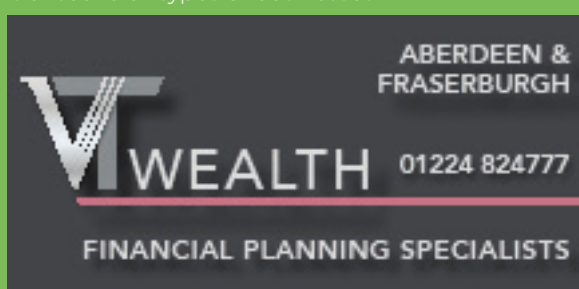 ABERDEEN &
FRASERBURGH
VT WEALTH 01224 824777
FINANCIAL PLANNING SPECIALISTS